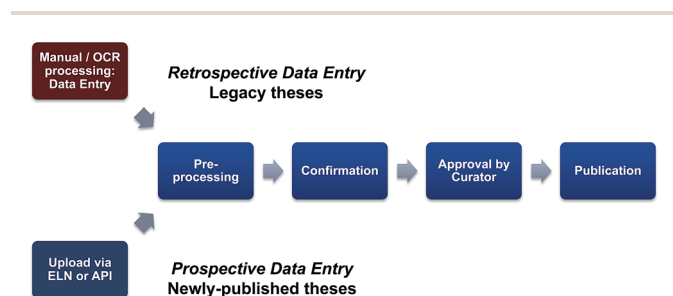 Manual / OCR
processing:
Data Entry
Retrospective Data Entry
Legacy theses
Pre-
processing
Confirmation
Approval by
Curator
Publication
Upload via
ELN or API
Prospective Data Entry
Newly-published theses